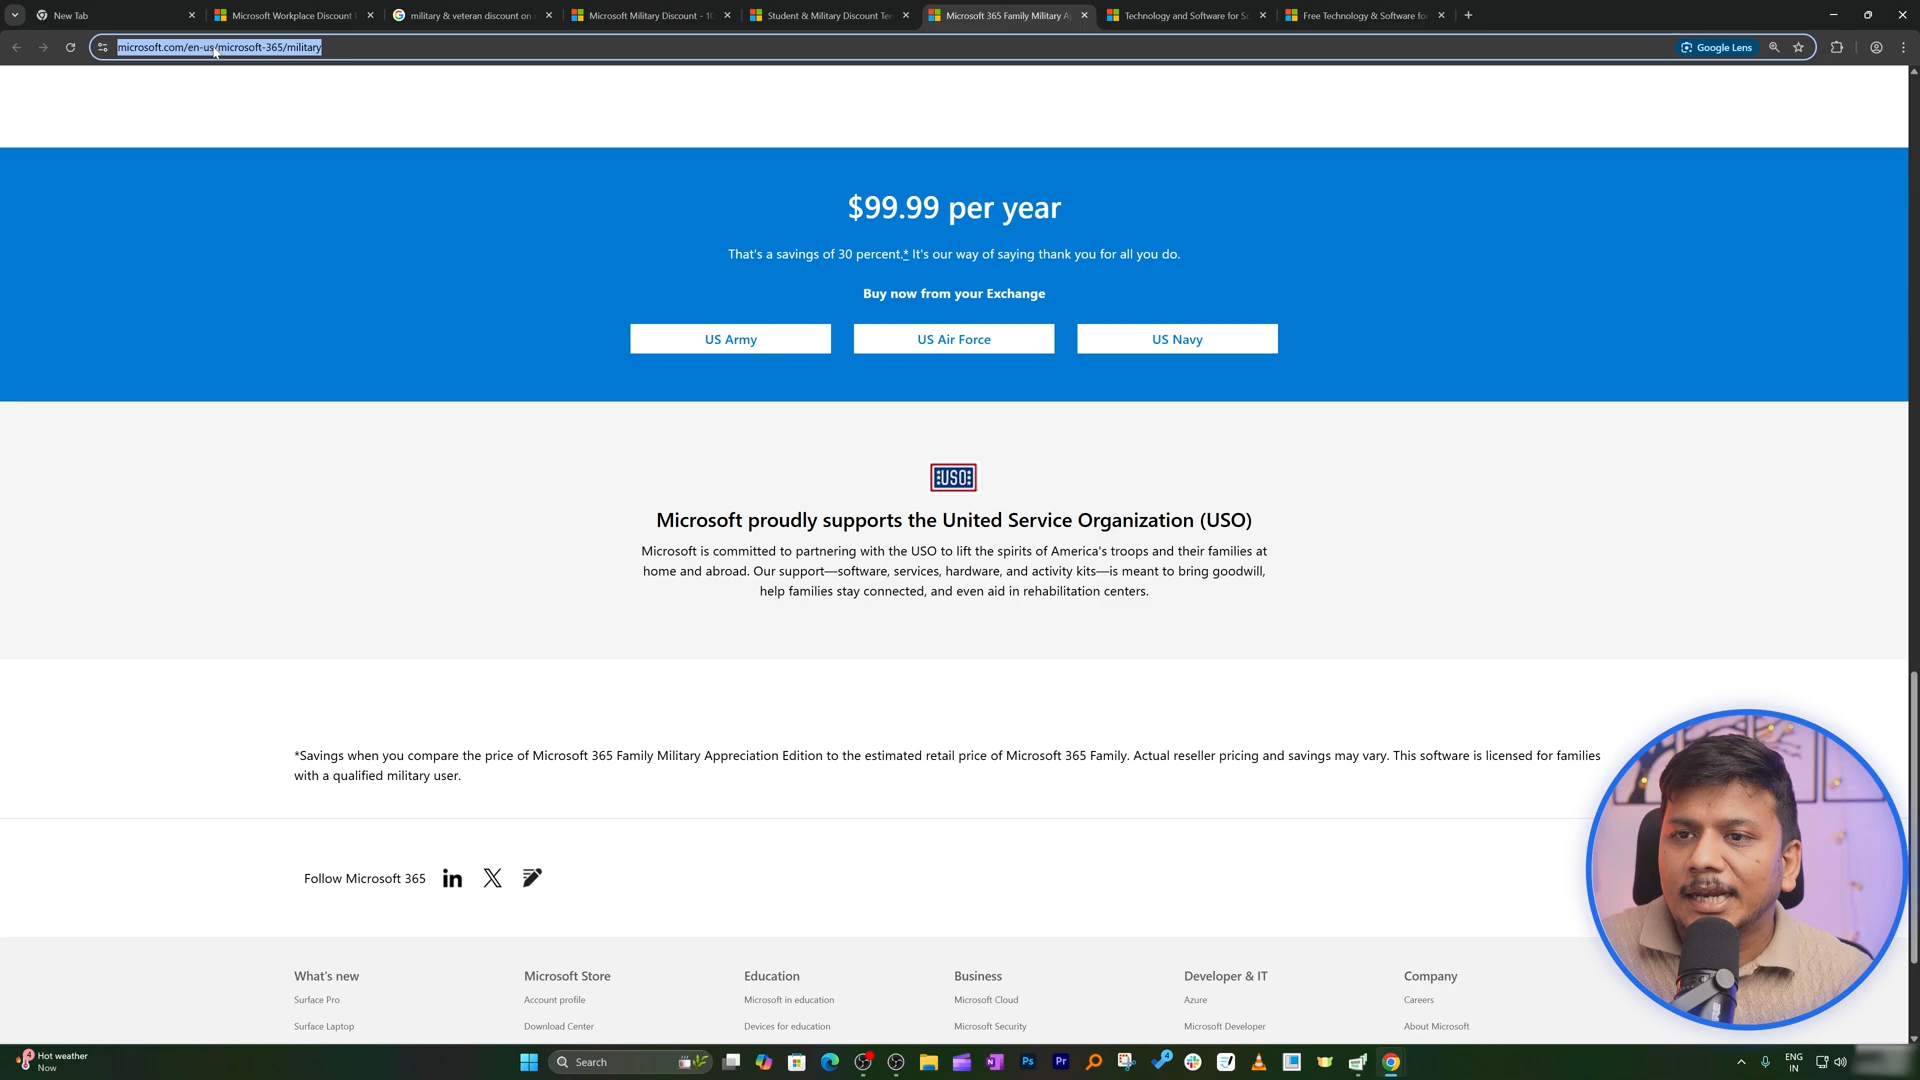 New Tab
Microsoft Workplace Discount
military & veteran discount on
Microsoft Military Discount - 10
Student & Military Discount Ter
Microsoft 365 Family Military A
Technology and Software for Sc
Free Technology & Software fo
microsoft.com/en-us/microsoft-365/military
Google Lens
$99.99 per year
That's a savings of 30 percent.* It's our way of saying thank you for all you do.
Buy now from your Exchange
US Army
US Air Force
US Navy
USO
Microsoft proudly supports the United Service Organization (USO)
Microsoft is committed to partnering with the USO to lift the spirits of America's troops and their families at
home and abroad. Our support—software, services, hardware, and activity kits—is meant to bring goodwill,
help families stay connected, and even aid in rehabilitation centers.
*Savings when you compare the price of Microsoft 365 Family Military Appreciation Edition to the estimated retail price of Microsoft 365 Family. Actual reseller pricing and savings may vary. This software is licensed for families
with a qualified military user.
Follow Microsoft 365
What's new
Microsoft Store
Education
Business
Developer & IT
Company
Surface Pro
Account profile
Microsoft in education
Microsoft Cloud
Azure
Careers
Surface Laptop
Download Center
Devices for education
Microsoft Security
Microsoft Developer
About Microsoft
4
Hot weather
Now
Search
Ps
Pr
4
ENG
IN